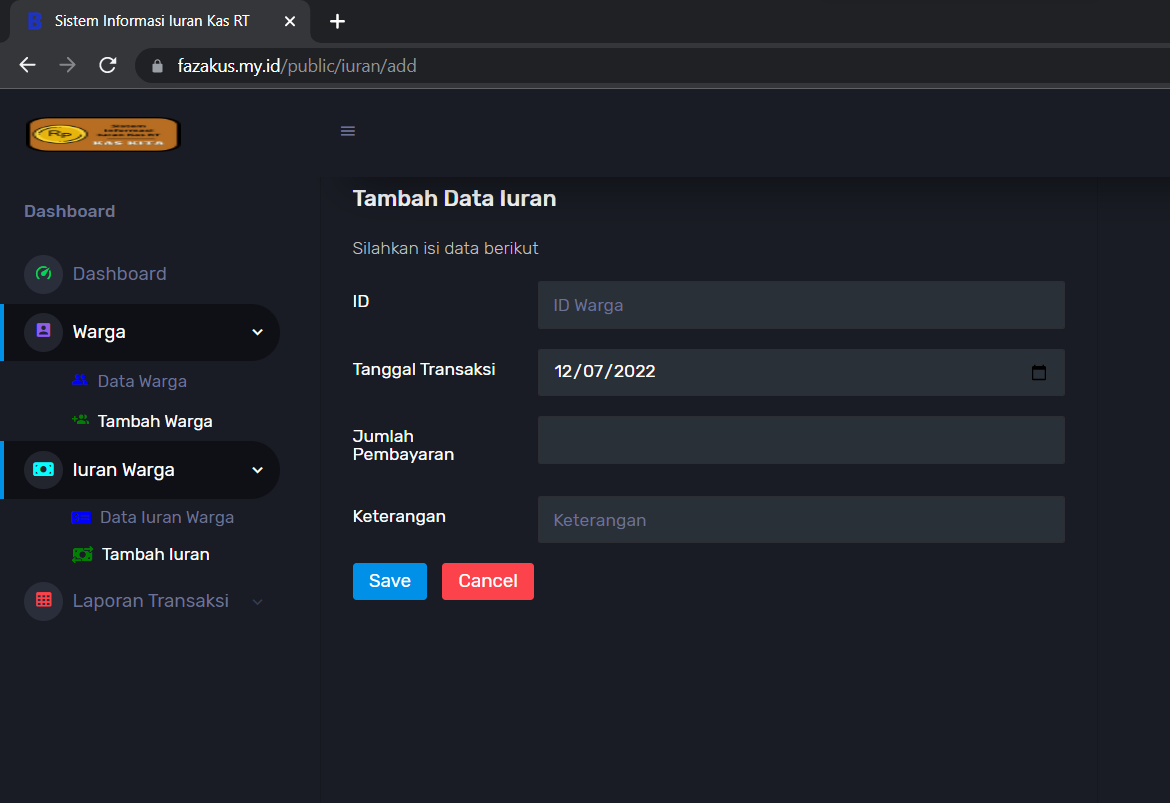 Sistem Informasi Iuran Kas RT
fazakus.my.id/public/iuran/add
Rp
Sistem
Informasi
Iuran Kas RT
KAS KITA
Dashboard
Dashboard
Warga
Data Warga
Tambah Warga
Iuran Warga
Data Iuran Warga
Tambah Iuran
Laporan Transaksi
Tambah Data Iuran
Silahkan isi data berikut
ID
ID Warga
Tanggal Transaksi
12/07/2022
Jumlah
Pembayaran
Keterangan
Keterangan
Save
Cancel